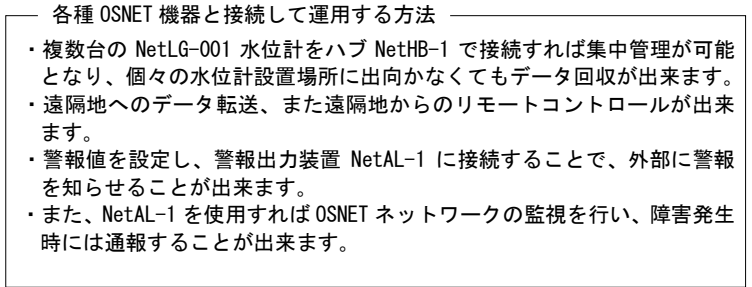 各種 OSNET 機器と接続して運用する方法
・複数台の NetLG-001 水位計をハブ NetHB-1 で接続すれば集中管理が可能
となり、個々の水位計設置場所に出向かなくてもデータ回収が出来ます。
・遠隔地へのデータ転送、また遠隔地からのリモートコントロールが出来
ます。
・警報値を設定し、警報出力装置 NetAL-1 に接続することで、外部に警報
を知らせることが出来ます。
・また、NetAL-1 を使用すれば OSNET ネットワークの監視を行い、障害発生
時には通報することが出来ます。